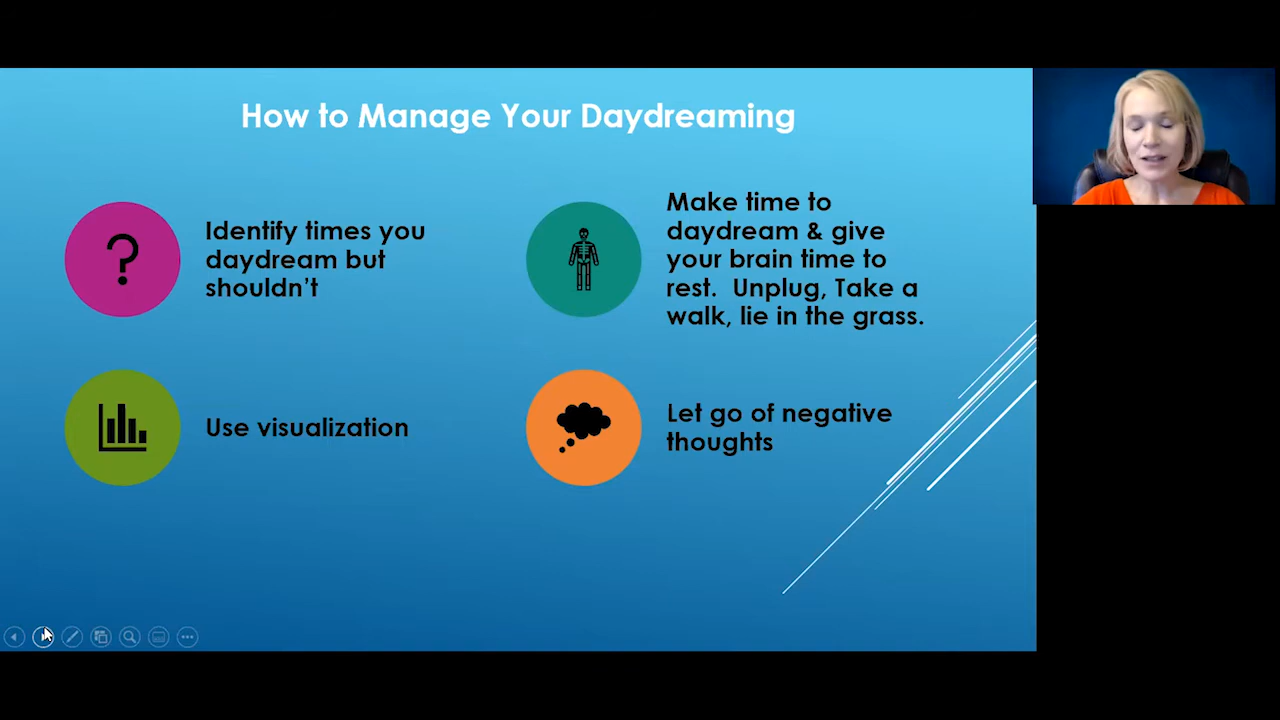 How to Manage Your Daydreaming
Identify times you
daydream but
shouldn't
Make time to
daydream & give
your brain time to
rest.  Unplug, Take a
walk, lie in the grass.
Use visualization
Let go of negative
thoughts